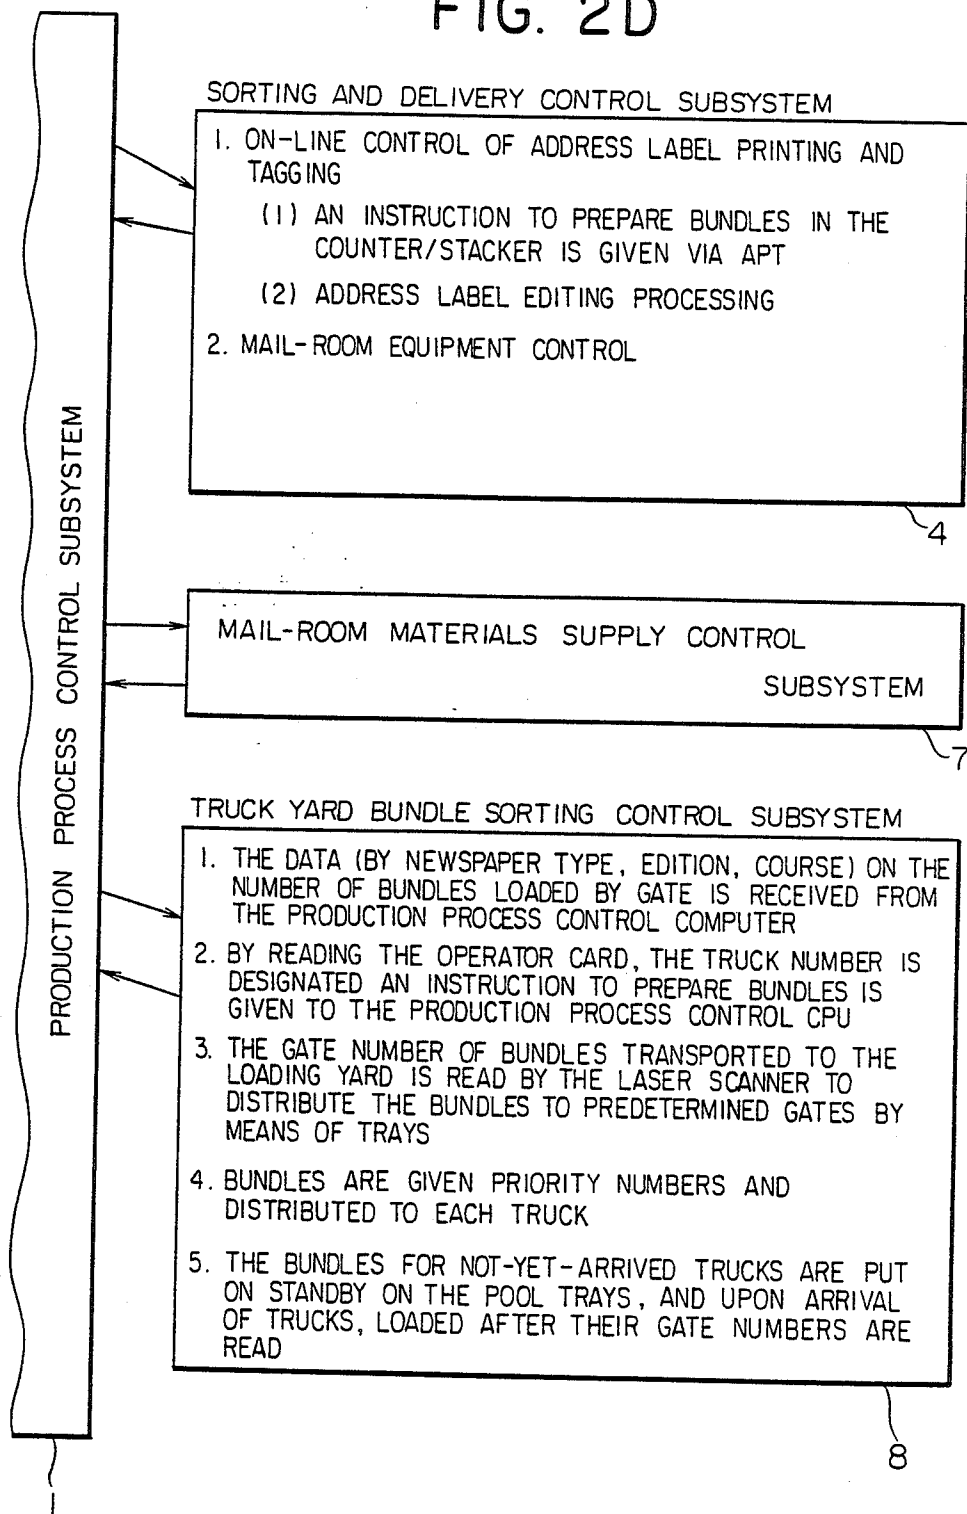 FIG. 2D
SORTING AND DELIVERY CONTROL SUBSYSTEM
1. ON-LINE CONTROL OF ADDRESS LABEL PRINTING AND
TAGGING
(1) AN INSTRUCTION TO PREPARE BUNDLES IN THE
COUNTER/STACKER IS GIVEN VIA APT
(2) ADDRESS LABEL EDITING PROCESSING
2. MAIL-ROOM EQUIPMENT CONTROL
4
PRODUCTION PROCESS CONTROL SUBSYSTEM
MAIL-ROOM MATERIALS SUPPLY CONTROL
SUBSYSTEM
7
TRUCK YARD BUNDLE SORTING CONTROL SUBSYSTEM
1. THE DATA (BY NEWSPAPER TYPE, EDITION, COURSE) ON THE
NUMBER OF BUNDLES LOADED BY GATE IS RECEIVED FROM
THE PRODUCTION PROCESS CONTROL COMPUTER
2. BY READING THE OPERATOR CARD, THE TRUCK NUMBER IS
DESIGNATED AN INSTRUCTION TO PREPARE BUNDLES IS
GIVEN TO THE PRODUCTION PROCESS CONTROL CPU
3. THE GATE NUMBER OF BUNDLES TRANSPORTED TO THE
LOADING YARD IS READ BY THE LASER SCANNER TO
DISTRIBUTE THE BUNDLES TO PREDETERMINED GATES BY
MEANS OF TRAYS
4. BUNDLES ARE GIVEN PRIORITY NUMBERS AND
DISTRIBUTED TO EACH TRUCK
5. THE BUNDLES FOR NOT-YET-ARRIVED TRUCKS ARE PUT
ON STANDBY ON THE POOL TRAYS, AND UPON ARRIVAL
OF TRUCKS, LOADED AFTER THEIR GATE NUMBERS ARE
READ
8
1